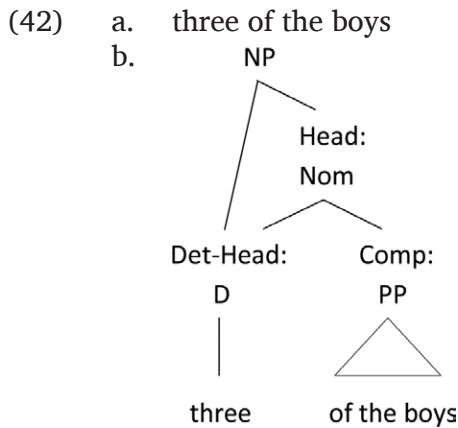 (42) a. three of the boys
b. NP
Head:
Nom
Det-Head: Comp:
D PP
three of the boys